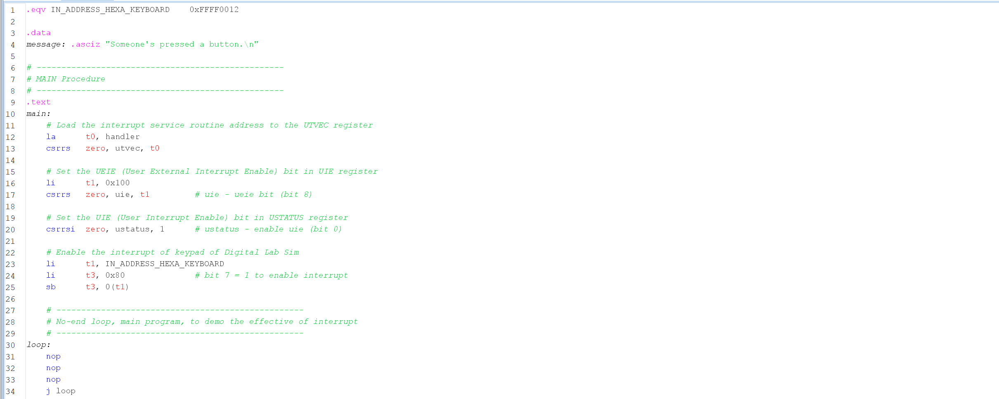 1 .eqv IN_ADDRESS_HEXA_KEYBOARD    0xFFFF0012
2
3 .data
4 message: .asciz "Someone's pressed a button.\n"
5
6 # --------------------------------------------------
7 # MAIN Procedure
8 # --------------------------------------------------
9 .text
10 main:
11     # Load the interrupt service routine address to the UTVEC register
12     la      t0, handler
13     csrrs   zero, utvec, t0
14
15     # Set the UEIE (User External Interrupt Enable) bit in UIE register
16     li      t1, 0x100
17     csrrs   zero, uie, t1         # uie - ueie bit (bit 8)
18
19     # Set the UIE (User Interrupt Enable) bit in USTATUS register
20     csrrsi  zero, ustatus, 1      # ustatus - enable uie (bit 0)
21
22     # Enable the interrupt of keypad of Digital Lab Sim
23     li      t1, IN_ADDRESS_HEXA_KEYBOARD
24     li      t3, 0x80              # bit 7 = 1 to enable interrupt
25     sb      t3, 0(t1)
26
27     # --------------------------------------------------
28     # No-end loop, main program, to demo the effective of interrupt
29     # --------------------------------------------------
30 loop:
31     nop
32     nop
33     nop
34     j loop